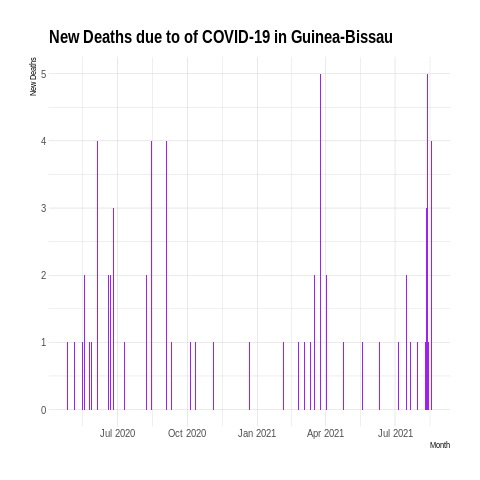 New Deaths due to of COVID-19 in Guinea-Bissau
New Deaths
5
4
3
2
1
0
Jul 2020 Oct 2020 Jan 2021 Apr 2021 Jul 2021
Month